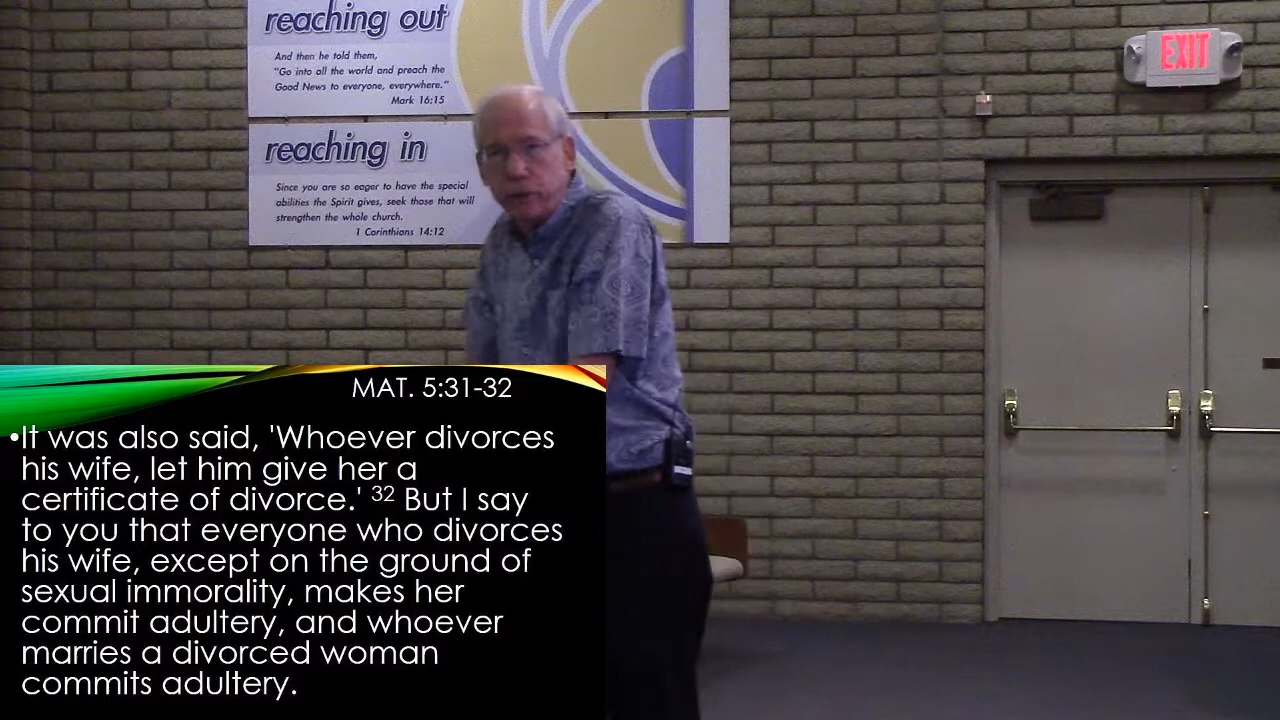 reaching out
And then he told them,
"Go into all the world and preach the
Good News to everyone, everywhere."
Mark 16:15
reaching in
Since you are so eager to have the special
abilities the Spirit gives, seek those that will
strengthen the whole church.
1 Corinthians 14:12
EXIT
MAT. 5:31-32
•It was also said, 'Whoever divorces
his wife, let him give her a
certificate of divorce.' 32 But I say
to you that everyone who divorces
his wife, except on the ground of
sexual immorality, makes her
commit adultery, and whoever
marries a divorced woman
commits adultery.